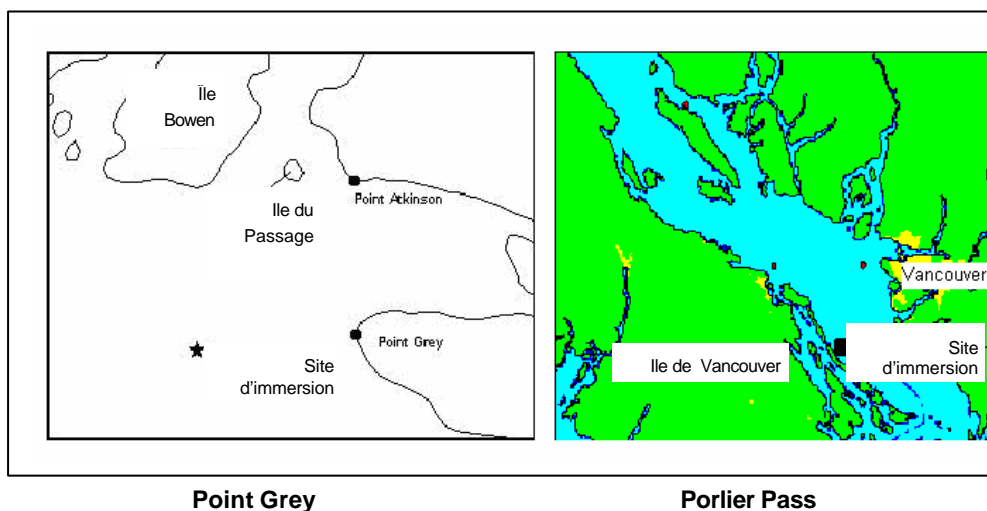 Ïle
Bowen
Point Atkinson
Ile du
Passage
Point Grey
Site
d'immersion
Vancouver
Ile de Vancouver
Site
d'immersion
Point Grey
Porlier Pass